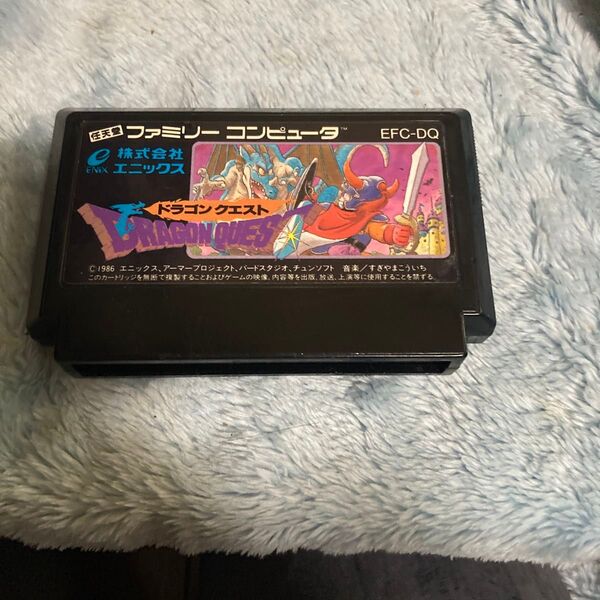 任天堂 ファミリー コンピュータ™ EFC-DQ
ENIX 株式会社
エニックス
ドラゴン クエスト
DRAGON QUEST
©1986 エニックス、アーマープロジェクト、バードスタジオ、チュンソフト 音楽/すぎやまこういち
このカートリッジを無断で複製することおよびゲームの映像、内容等を出版、放送、上演等に使用することを禁ずる。